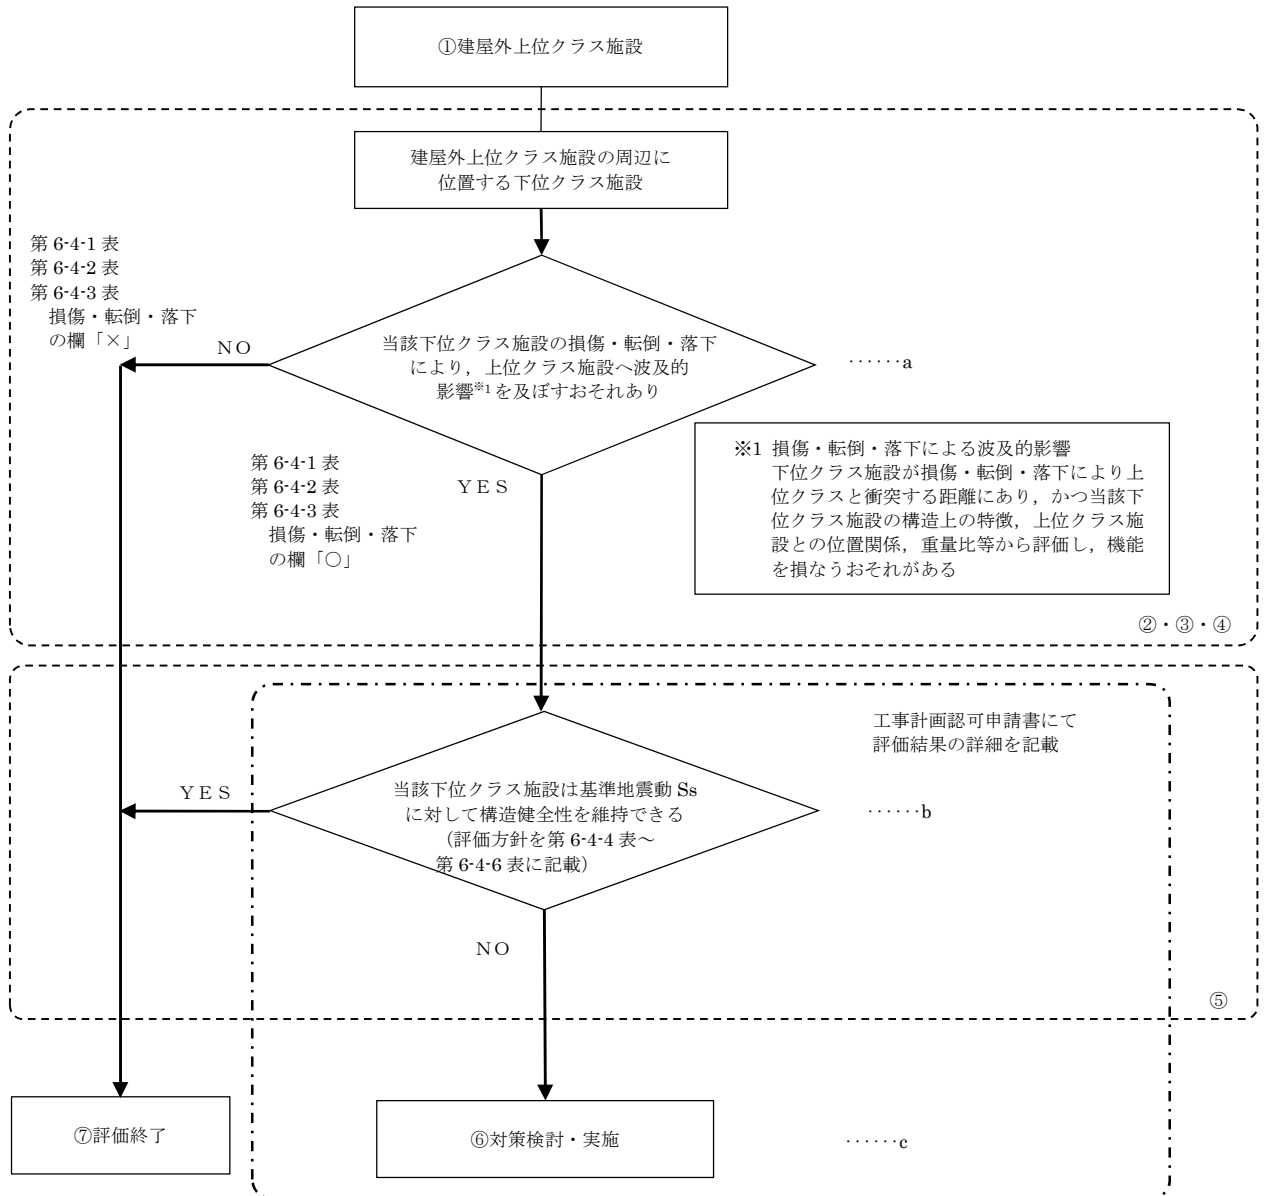 ①建屋外上位クラス施設
建屋外上位クラス施設の周辺に
位置する下位クラス施設
第 6-4-1 表
第 6-4-2 表
第 6-4-3 表
損傷・転倒・落下
の欄「×」
NO
当該下位クラス施設の損傷・転倒・落下
により，上位クラス施設へ波及的
影響※1を及ぼすおそれあり
……a
※1 損傷・転倒・落下による波及的影響
下位クラス施設が損傷・転倒・落下により上
位クラスと衝突する距離にあり，かつ当該下
位クラス施設の構造上の特徴，上位クラス施
設との位置関係，重量比等から評価し，機能
を損なうおそれがある
第 6-4-1 表
第 6-4-2 表
第 6-4-3 表
損傷・転倒・落下
の欄「○」
YES
②・③・④
工事計画認可申請書にて
評価結果の詳細を記載
YES
当該下位クラス施設は基準地震動 Ss
に対して構造健全性を維持できる
（評価方針を第 6-4-4 表～
第 6-4-6 表に記載）
……b
NO
⑤
⑦評価終了
⑥対策検討・実施
……c